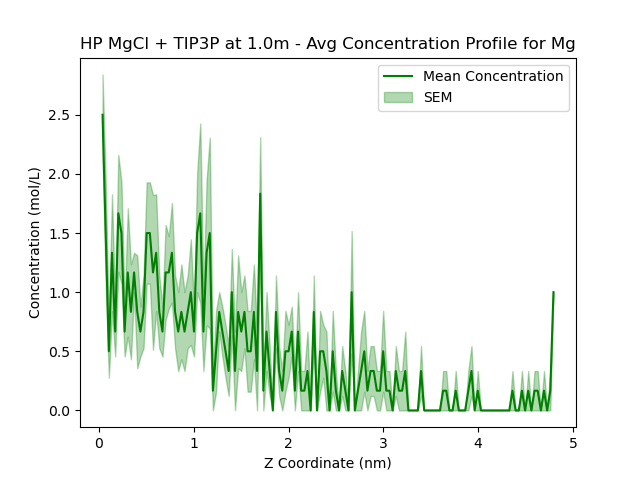 HP MgCl + TIP3P at 1.0m - Avg Concentration Profile for Mg
Mean Concentration
SEM
Concentration (mol/L)
2.5
2.0
1.5
1.0
0.5
0.0
0 1 2 3 4 5
Z Coordinate (nm)